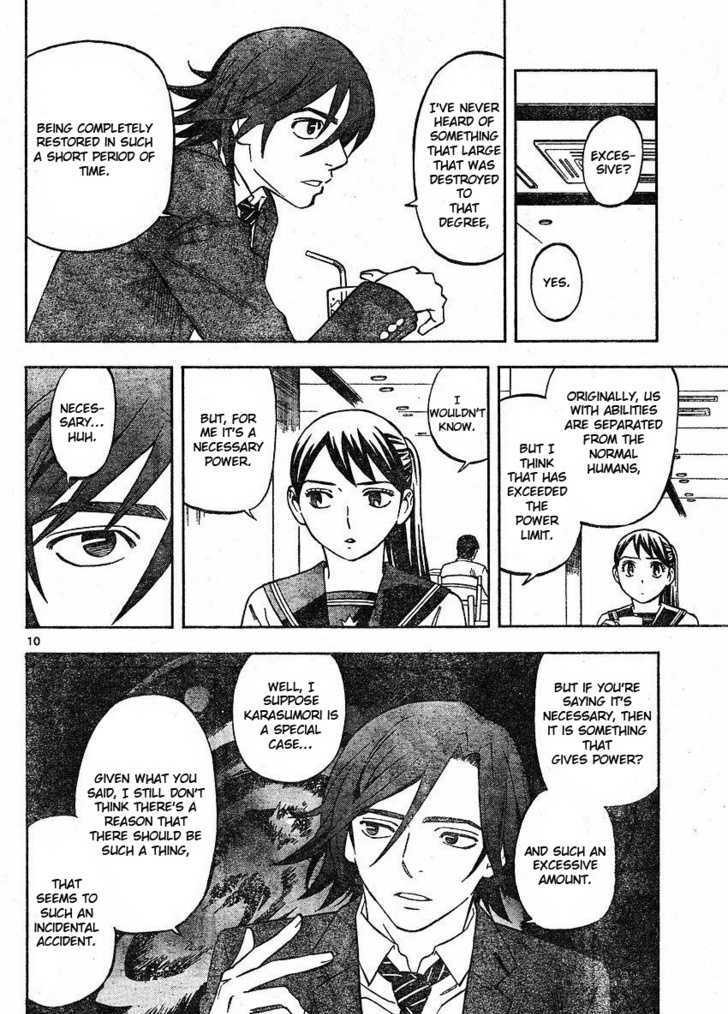 EXCES-
SIVE?
YES.
I'VE NEVER
HEARD OF
SOMETHING
THAT LARGE
THAT WAS
DESTROYED
TO
THAT
DEGREE,
BEING COMPLETELY
RESTORED IN SUCH
A SHORT PERIOD OF
TIME.
ORIGINALLY, US
WITH ABILITIES
ARE SEPARATED
FROM THE
NORMAL
HUMANS,
BUT I
THINK
THAT HAS
EXCEEDED
THE
POWER
LIMIT.
I
WOULDN'T
KNOW.
BUT, FOR
ME IT'S A
NECESSARY
POWER.
NECES-
SARY...
HUH.
10
BUT IF YOU'RE
SAYING IT'S
NECESSARY, THEN
IT IS SOMETHING
THAT
GIVES POWER?
AND SUCH AN
EXCESSIVE
AMOUNT.
WELL, I
SUPPOSE
KARASUMORI IS
A SPECIAL
CASE...
GIVEN WHAT YOU
SAID, I STILL DON'T
THINK THERE'S A
REASON THAT
THERE SHOULD BE
SUCH A THING,
THAT
SEEMS TO
SUCH AN
INCIDENTAL
ACCIDENT.